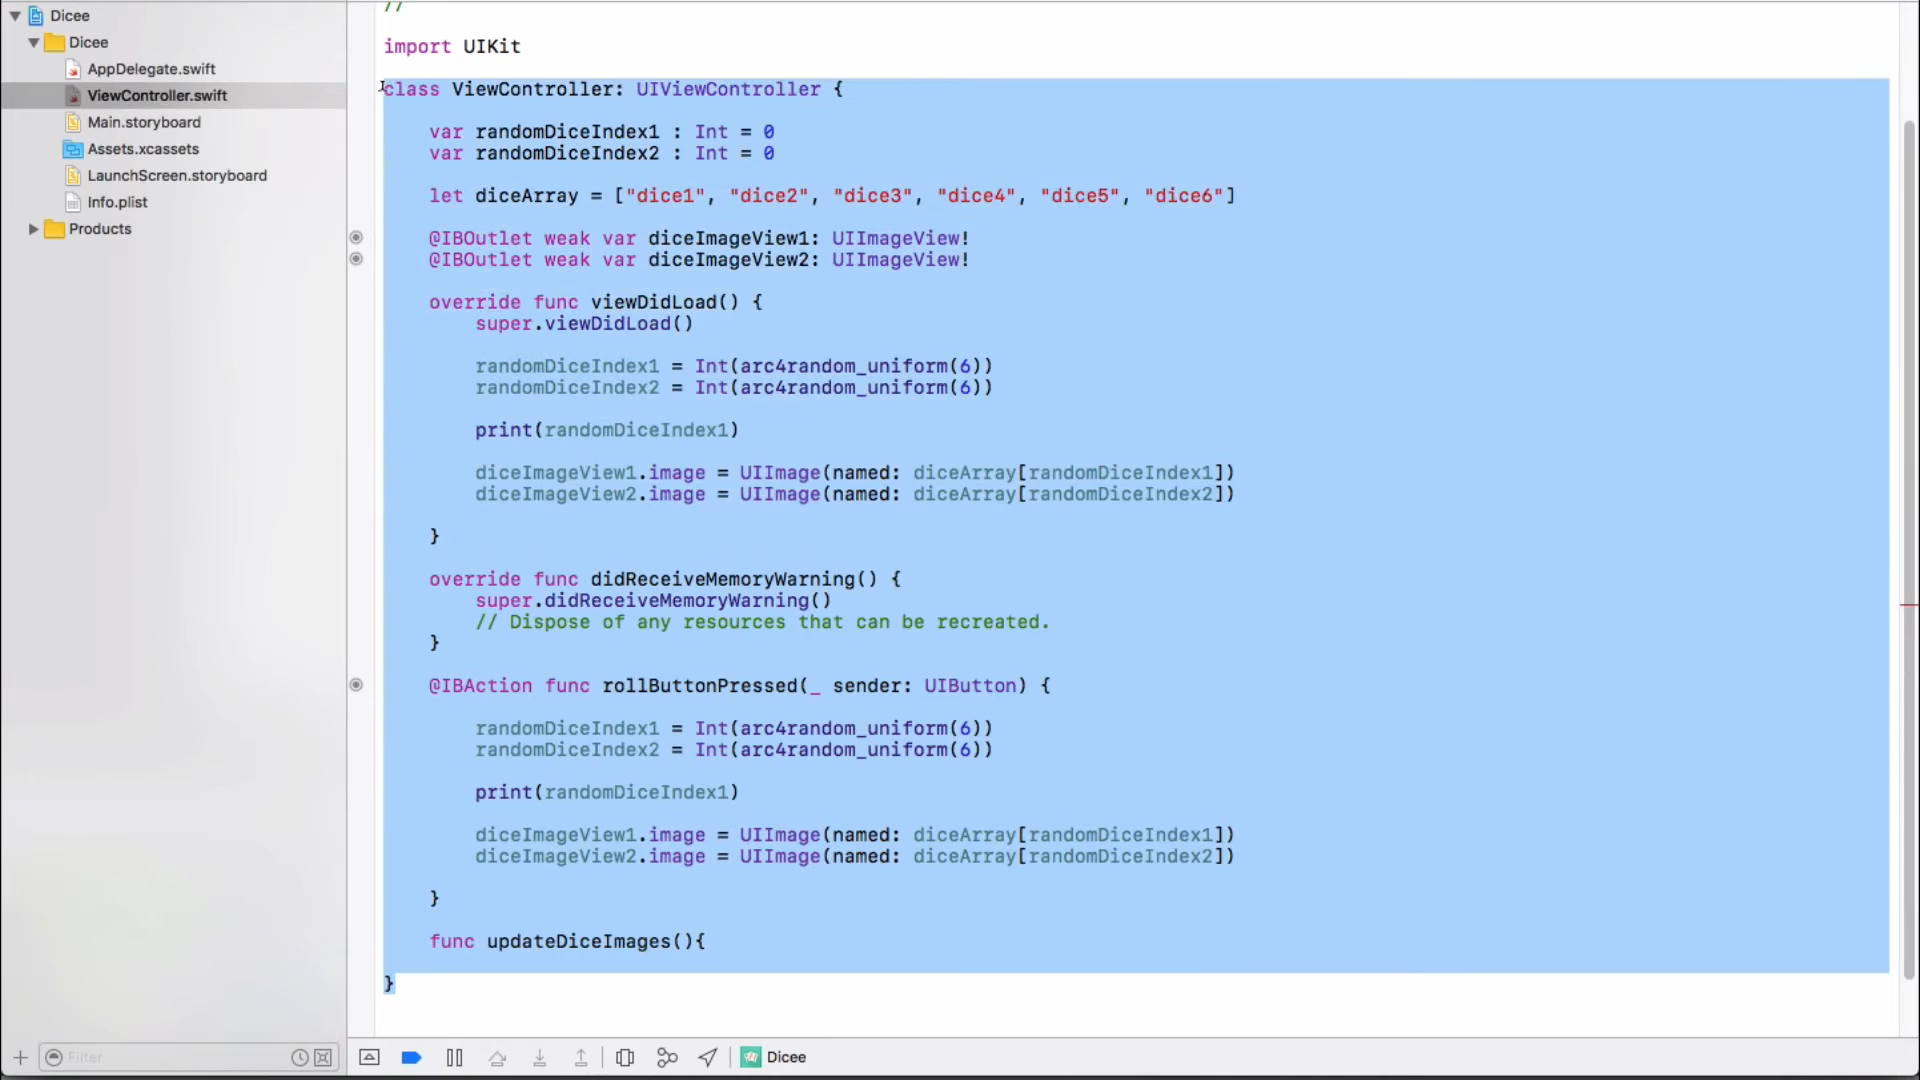 Dicee
Dicee
AppDelegate.swift
ViewController.swift
Main.storyboard
Assets.xcassets
LaunchScreen.storyboard
Info.plist
Products
Filter
//
import UIKit
class ViewController: UIViewController {
var randomDiceIndex1 : Int = 0
var randomDiceIndex2 : Int = 0
let diceArray = ["dice1", "dice2", "dice3", "dice4", "dice5", "dice6"]
@IBOutlet weak var diceImageView1: UIImageView!
@IBOutlet weak var diceImageView2: UIImageView!
override func viewDidLoad() {
super.viewDidLoad()
randomDiceIndex1 = Int(arc4random_uniform(6))
randomDiceIndex2 = Int(arc4random_uniform(6))
print(randomDiceIndex1)
diceImageView1.image = UIImage(named: diceArray[randomDiceIndex1])
diceImageView2.image = UIImage(named: diceArray[randomDiceIndex2])
}
override func didReceiveMemoryWarning() {
super.didReceiveMemoryWarning()
// Dispose of any resources that can be recreated.
}
@IBAction func rollButtonPressed(_ sender: UIButton) {
randomDiceIndex1 = Int(arc4random_uniform(6))
randomDiceIndex2 = Int(arc4random_uniform(6))
print(randomDiceIndex1)
diceImageView1.image = UIImage(named: diceArray[randomDiceIndex1])
diceImageView2.image = UIImage(named: diceArray[randomDiceIndex2])
}
func updateDiceImages(){
}
Dicee